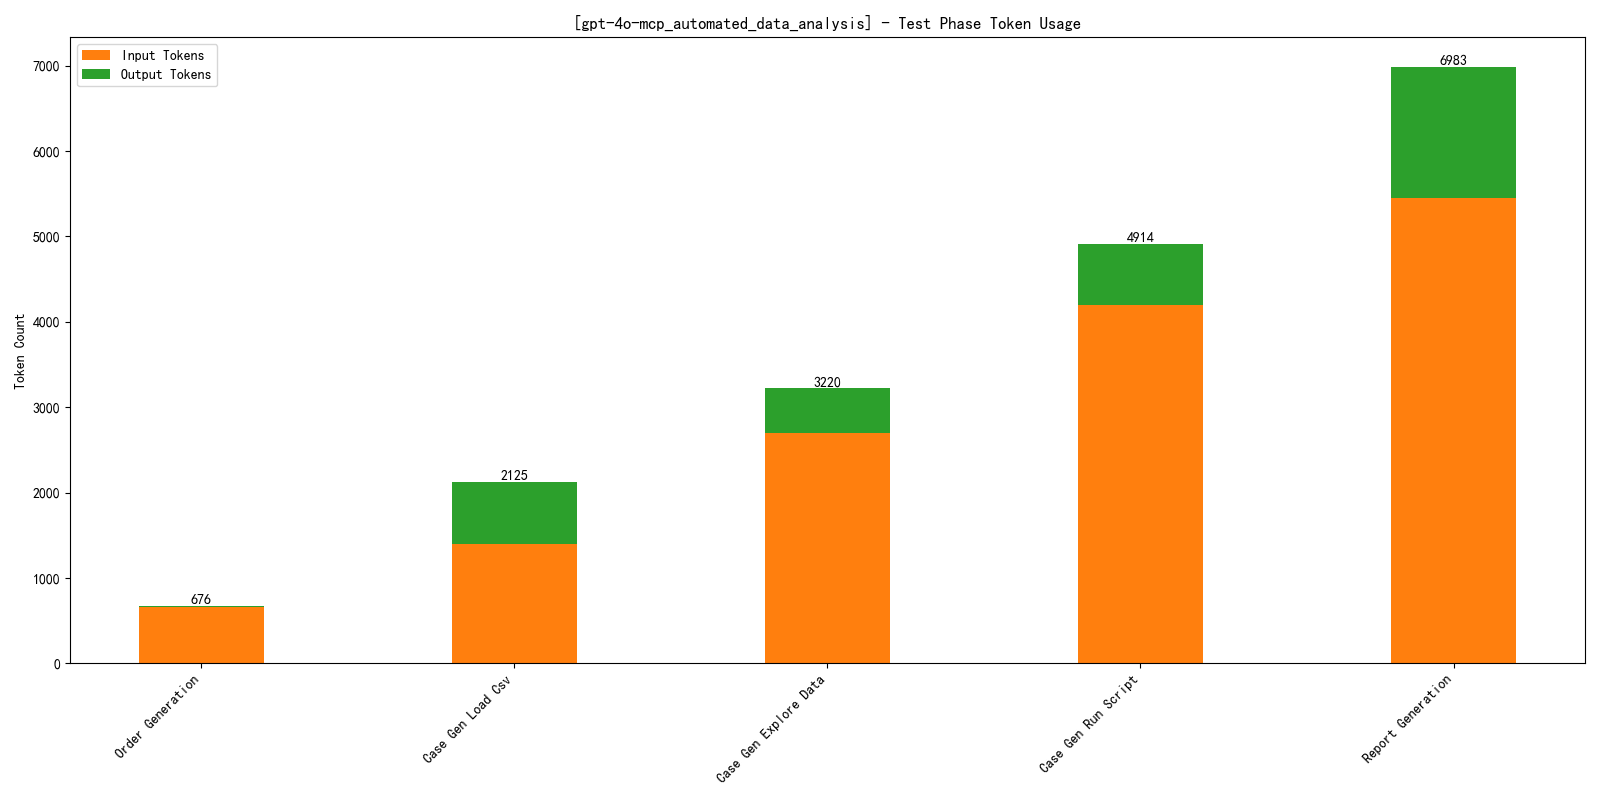 [gpt-4o-mcp_automated_data_analysis] - Test Phase Token Usage
Input Tokens
Output Tokens
Token Count
7000
6000
5000
4000
3000
2000
1000
0
676
2125
3220
4914
6983
Order Generation
Case Gen Load Csv
Case Gen Explore Data
Case Gen Run Script
Report Generation